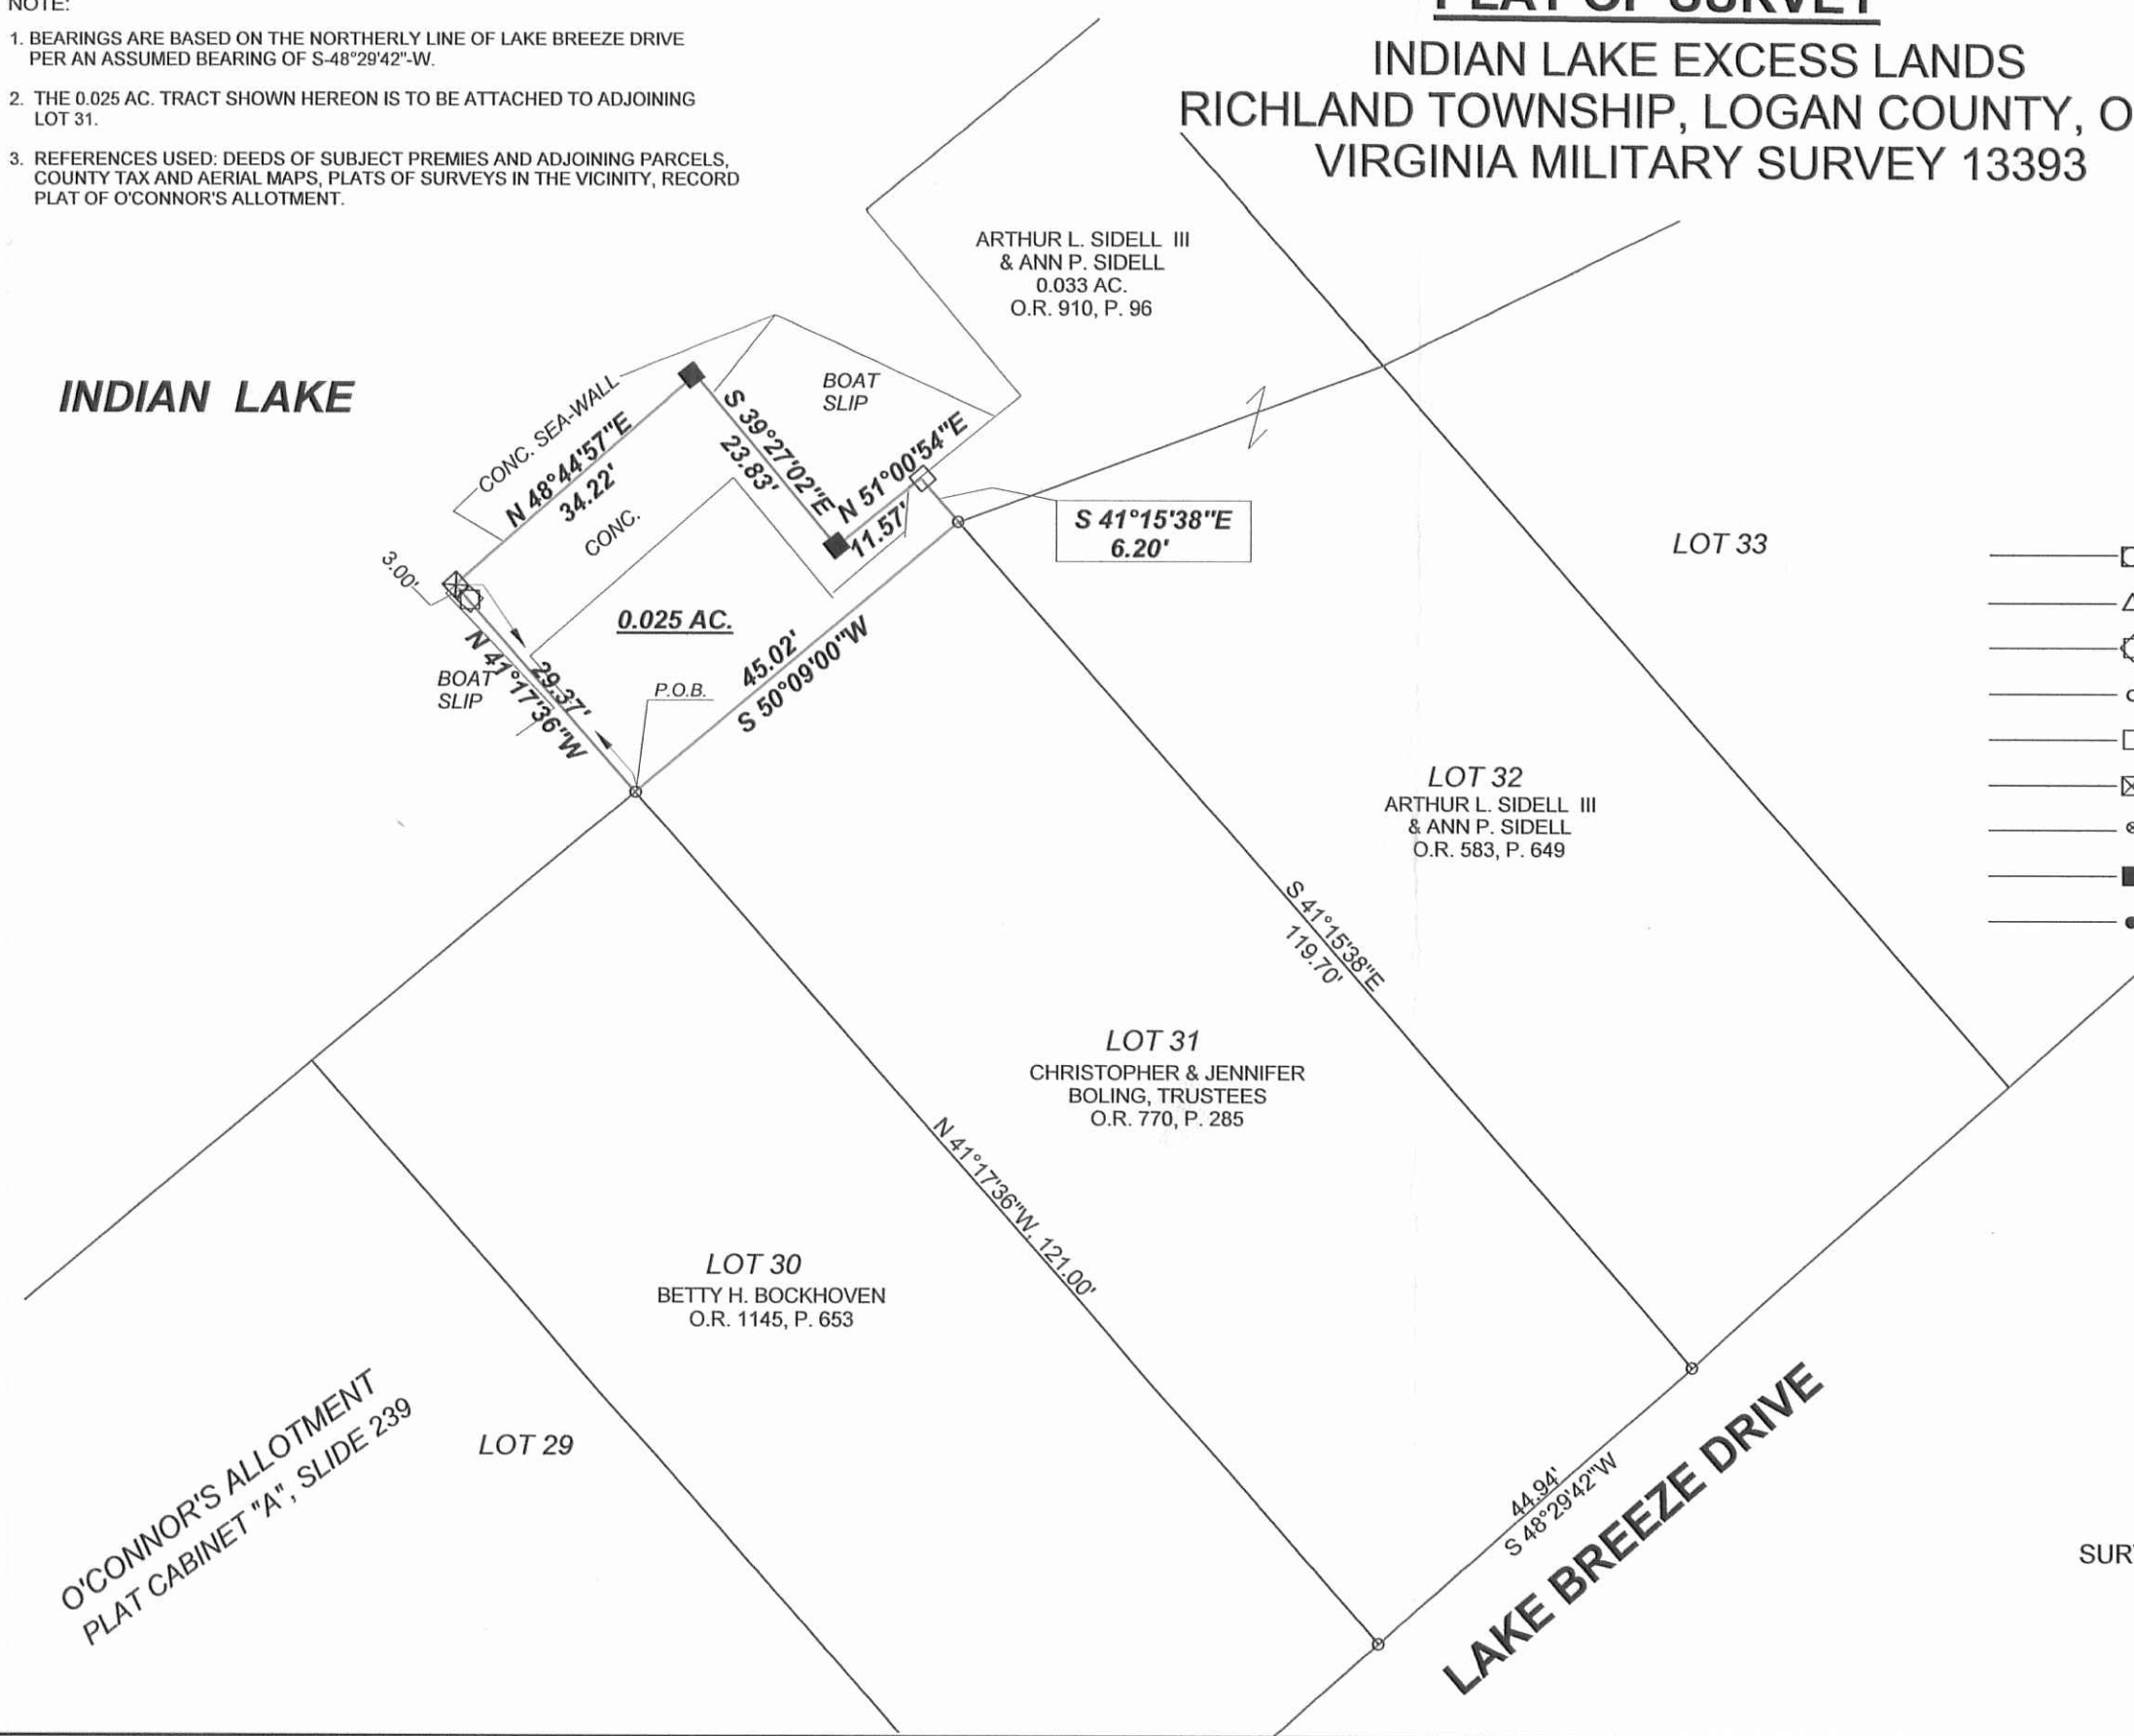 NOTE:
1. BEARINGS ARE BASED ON THE NORTHERLY LINE OF LAKE BREEZE DRIVE
PER AN ASSUMED BEARING OF S-48°29'42"-W.
2. THE 0.025 AC. TRACT SHOWN HEREON IS TO BE ATTACHED TO ADJOINING
LOT 31.
3. REFERENCES USED: DEEDS OF SUBJECT PREMIES AND ADJOINING PARCELS,
COUNTY TAX AND AERIAL MAPS, PLATS OF SURVEYS IN THE VICINITY, RECORD
PLAT OF O'CONNOR'S ALLOTMENT.
PLAT OF SURVEY
INDIAN LAKE EXCESS LANDS
RICHLAND TOWNSHIP, LOGAN COUNTY, O
VIRGINIA MILITARY SURVEY 13393
ARTHUR L. SIDELL III
& ANN P. SIDELL
0.033 AC.
O.R. 910, P. 96
INDIAN LAKE
CONC. SEA-WALL
N 48°44'57"E
34.22'
CONC.
BOAT
SLIP
S 39°27'02"E
23.83'
N 51°00'54"E
11.57'
S 41°15'38"E
6.20'
3.00'
0.025 AC.
BOAT
SLIP
N 41°17'36"W
29.37'
P.O.B.
45.02'
S 50°09'00"W
LOT 33
LOT 32
ARTHUR L. SIDELL III
& ANN P. SIDELL
O.R. 583, P. 649
S 41°15'38"E
119.70'
LOT 31
CHRISTOPHER & JENNIFER
BOLING, TRUSTEES
O.R. 770, P. 285
N 41°17'36"W, 121.00'
LOT 30
BETTY H. BOCKHOVEN
O.R. 1145, P. 653
LOT 29
O'CONNOR'S ALLOTMENT
PLAT CABINET "A", SLIDE 239
44.94'
S 48°29'42"W
LAKE BREEZE DRIVE
SUR